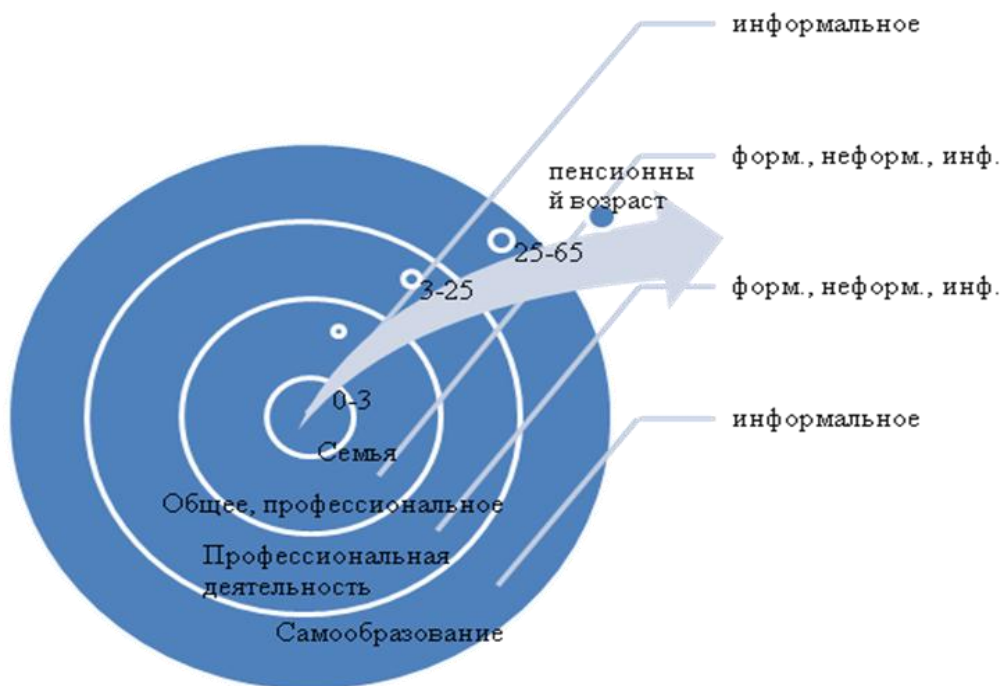 информальное
форм., неформ., инф.
пенсионны
й возраст
25-65
3-25
форм., неформ., инф.
0-3
информальное
Семья
Общее, профессиональное
Профессиональная
деятельность
Самообразование